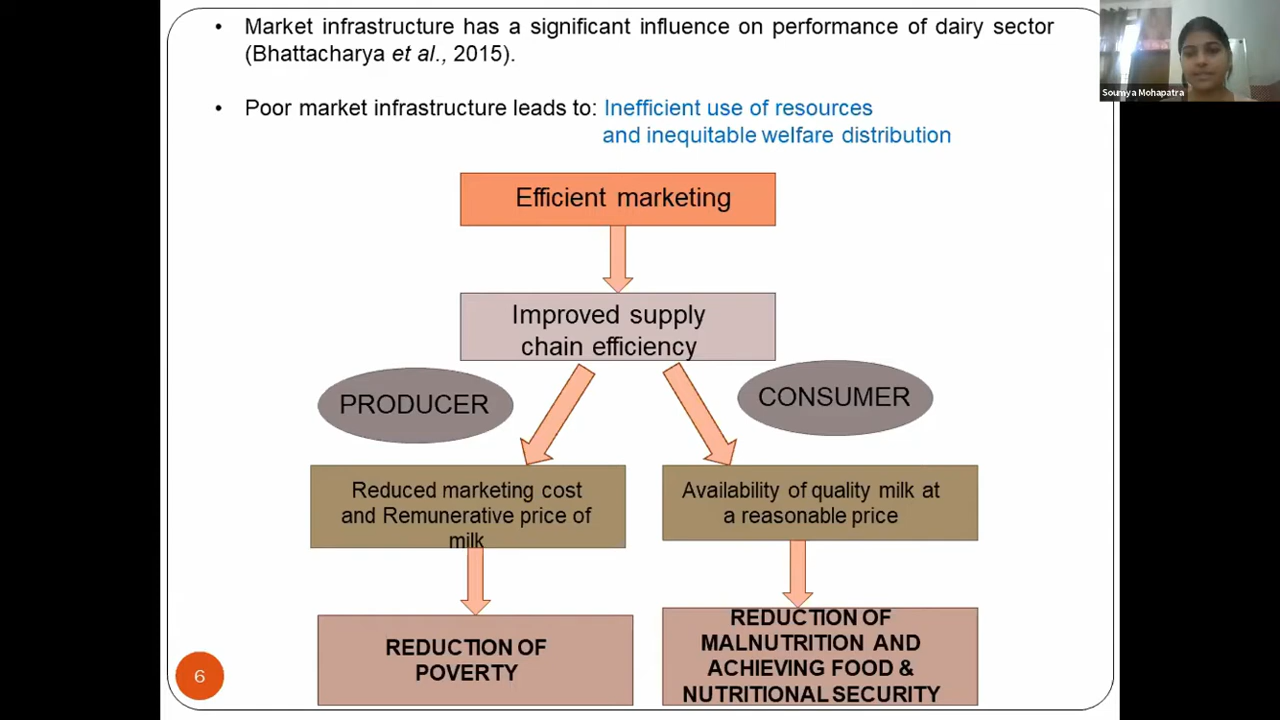 • Market infrastructure has a significant influence on performance of dairy sector
(Bhattacharya et al., 2015).
Soumya Mohapatra
• Poor market infrastructure leads to: Inefficient use of resources
and inequitable welfare distribution
Efficient marketing
Improved supply
chain efficiency
PRODUCER
CONSUMER
Reduced marketing cost
and Remunerative price of
milk
Availability of quality milk at
a reasonable price
REDUCTION OF
POVERTY
REDUCTION OF
MALNUTRITION AND
ACHIEVING FOOD &
NUTRITIONAL SECURITY
6